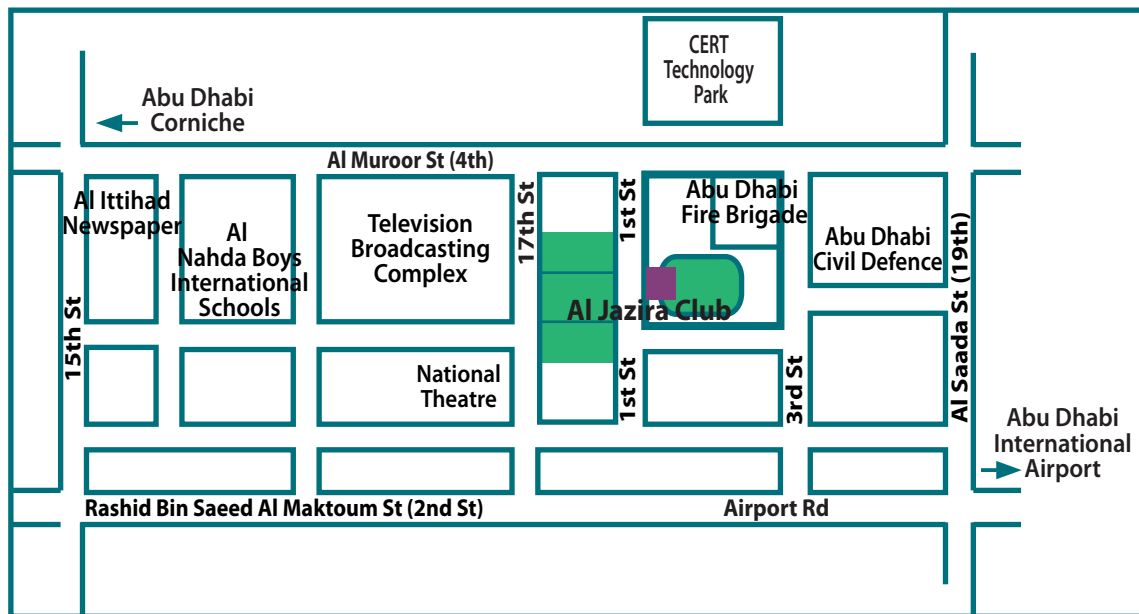 CERT
Technology
Park
Abu Dhabi
Corniche
Al Muroor St (4th)
Al Ittihad
Newspaper
Al
Nahda Boys
International
Schools
Television
Broadcasting
Complex
17th St
1st St
Abu Dhabi
Fire Brigade
Abu Dhabi
Civil Defence
Al Jazira Club
15th St
National
Theatre
1st St
3rd St
Al Saada St (19th)
Abu Dhabi
International
Airport
Rashid Bin Saeed Al Maktoum St (2nd St)
Airport Rd